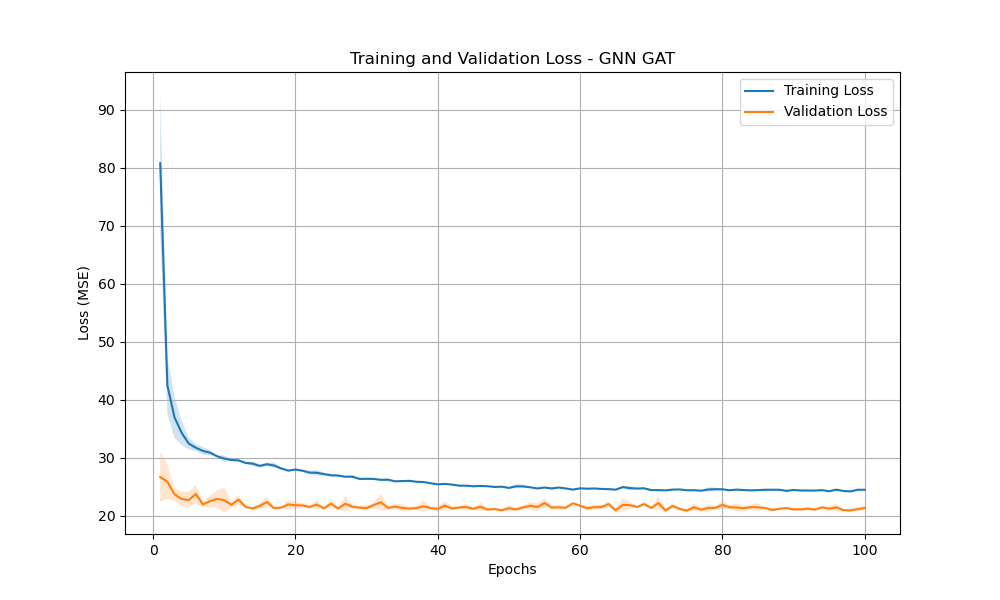 Training and Validation Loss - GNN GAT
Training Loss
Validation Loss
90
80
70
60
50
40
30
20
Loss (MSE)
0
20
40
60
80
100
Epochs